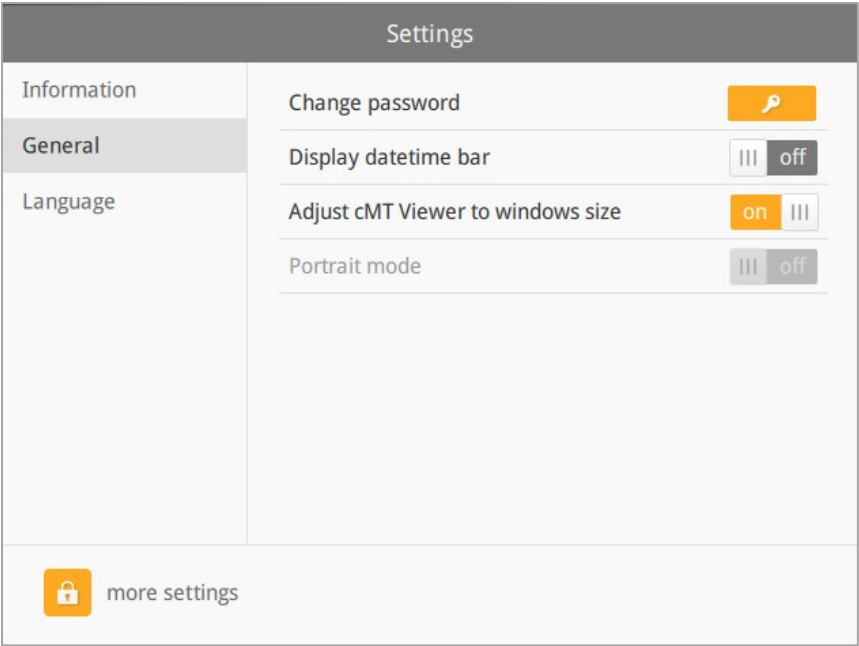 Settings
Information
General
Language
Change password
Display datetime bar
off
Adjust cMT Viewer to windows size
on
Portrait mode
off
more settings